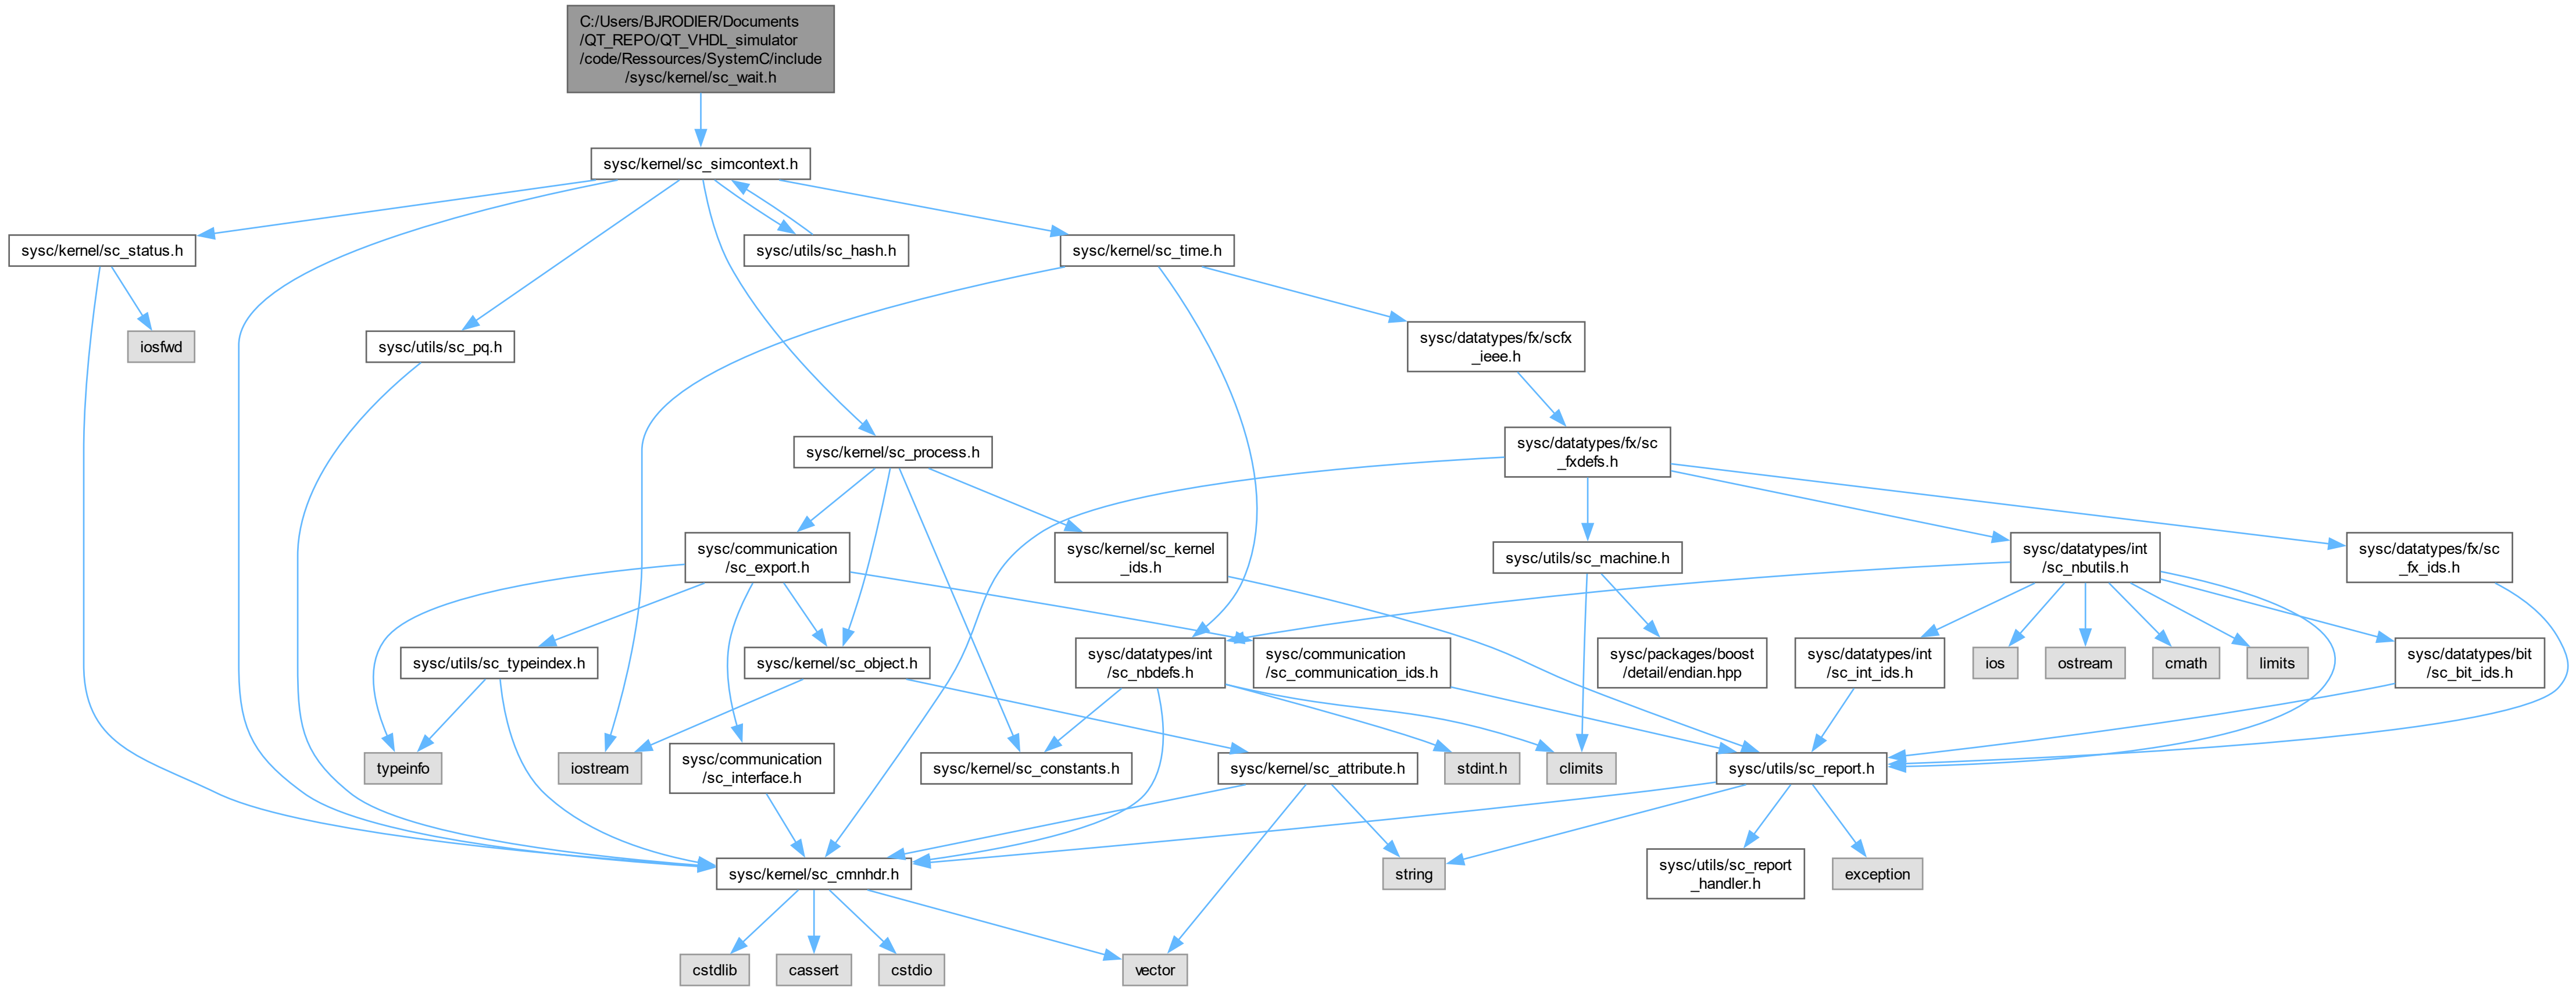 C:/Users/BJRODIER/Documents
/QT_REPO/QT_VHDL_simulator
/code/Ressources/SystemC/include
/sysc/kernel/sc_wait.h
sysc/kernel/sc_simcontext.h
sysc/kernel/sc_status.h
sysc/utils/sc_hash.h
sysc/kernel/sc_time.h
iosfwd
sysc/utils/sc_pq.h
sysc/datatypes/fx/scfx
_ieee.h
sysc/kernel/sc_process.h
sysc/datatypes/fx/sc
_fxdefs.h
sysc/communication
/sc_export.h
sysc/kernel/sc_kernel
_ids.h
sysc/utils/sc_machine.h
sysc/datatypes/int
/sc_nbutils.h
sysc/datatypes/fx/sc
_fx_ids.h
sysc/utils/sc_typeindex.h
sysc/kernel/sc_object.h
sysc/datatypes/int
/sc_nbdefs.h
sysc/communication
/sc_communication_ids.h
sysc/packages/boost
/detail/endian.hpp
sysc/datatypes/int
/sc_int_ids.h
ios
ostream
cmath
limits
sysc/datatypes/bit
/sc_bit_ids.h
typeinfo
iostream
sysc/communication
/sc_interface.h
sysc/kernel/sc_constants.h
sysc/kernel/sc_attribute.h
stdint.h
climits
sysc/utils/sc_report.h
sysc/kernel/sc_cmnhdr.h
string
sysc/utils/sc_report
_handler.h
exception
cstdlib
cassert
cstdio
vector